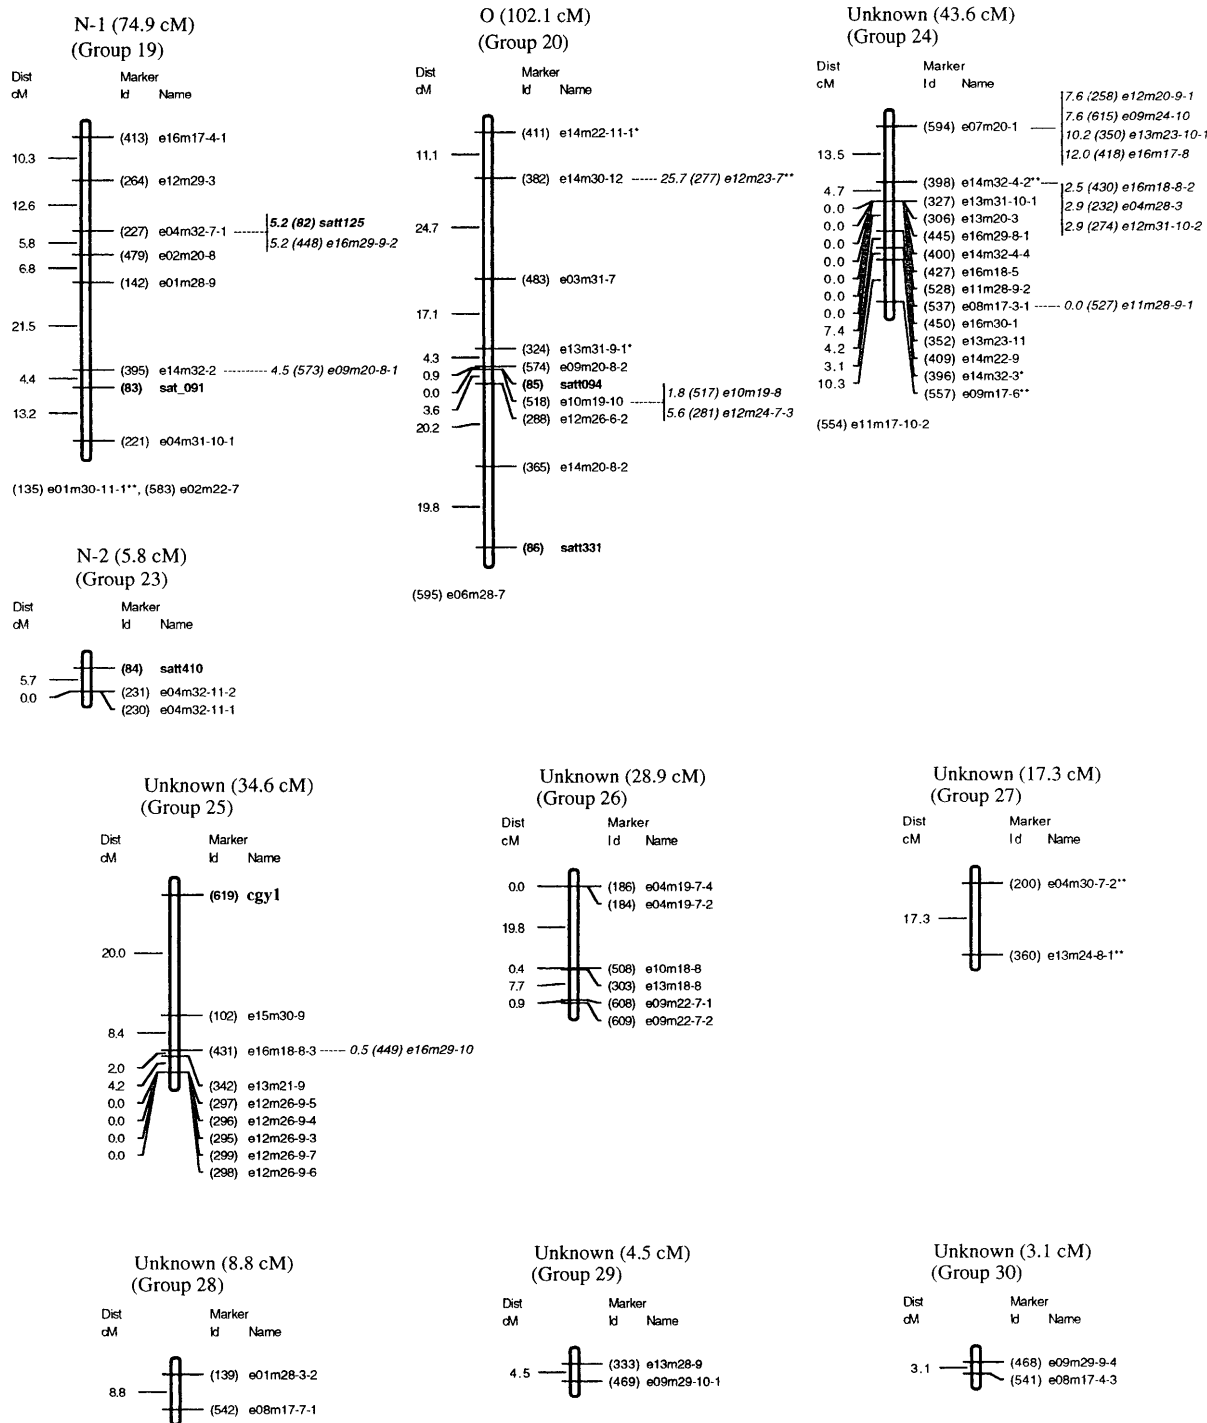 N-1 (74.9 cM)
(Group 19)
Dist Marker
cM Id Name
(413) e16m17-4-1
10.3
(264) e12m29-3
12.6
(227) e04m32-7-1
5.2 (82) satt125
5.2 (448) e16m29-9-2
5.8
(479) e02m20-8
6.8
(142) e01m28-9
21.5
(395) e14m32-2 4.5 (573) e09m20-8-1
4.4
(83) sat_091
13.2
(221) e04m31-10-1
(135) e01m30-11-1**, (583) e02m22-7
O (102.1 cM)
(Group 20)
Dist Marker
cM Id Name
(411) e14m22-11-1*
11.1
(382) e14m30-12 25.7 (277) e12m23-7**
24.7
(483) e03m31-7
17.1
(324) e13m31-9-1*
4.3
(574) e09m20-8-2
0.9
(85) satt094
0.0
(518) e10m19-10
1.8 (517) e10m19-8
5.6 (281) e12m24-7-3
3.6
(288) e12m26-6-2
20.2
(365) e14m20-8-2
19.8
(86) satt331
(595) e06m28-7
Unknown (43.6 cM)
(Group 24)
Dist Marker
cM Id Name
(594) e07m20-1
7.6 (258) e12m20-9-1
7.6 (615) e09m24-10
10.2 (350) e13m23-10-1
12.0 (418) e16m17-8
13.5
(398) e14m32-4-2**
2.5 (430) e16m18-8-2
2.9 (232) e04m28-3
2.9 (274) e12m31-10-2
4.7
(327) e13m31-10-1
0.0
(306) e13m20-3
0.0
(445) e16m29-8-1
0.0
(400) e14m32-4-4
0.0
(427) e16m18-5
0.0
(528) e11m28-9-2
0.0
(537) e08m17-3-1 0.0 (527) e11m28-9-1
0.0
(450) e16m30-1
7.4
(352) e13m23-11
4.2
(409) e14m22-9
3.1
(396) e14m32-3*
10.3
(557) e09m17-6**
(554) e11m17-10-2
N-2 (5.8 cM)
(Group 23)
Dist Marker
cM Id Name
(84) satt410
5.7
(231) e04m32-11-2
0.0
(230) e04m32-11-1
Unknown (34.6 cM)
(Group 25)
Dist Marker
cM Id Name
(619) cgy1
20.0
(102) e15m30-9
8.4
(431) e16m18-8-3 0.5 (449) e16m29-10
2.0
(342) e13m21-9
4.2
(297) e12m26-9-5
0.0
(296) e12m26-9-4
0.0
(295) e12m26-9-3
0.0
(299) e12m26-9-7
0.0
(298) e12m26-9-6
Unknown (28.9 cM)
(Group 26)
Dist Marker
cM Id Name
0.0 (186) e04m19-7-4
(184) e04m19-7-2
19.8
0.4 (508) e10m18-8
7.7 (303) e13m18-8
0.9 (608) e09m22-7-1
(609) e09m22-7-2
Unknown (17.3 cM)
(Group 27)
Dist Marker
cM Id Name
(200) e04m30-7-2**
17.3
(360) e13m24-8-1**
Unknown (8.8 cM)
(Group 28)
Dist Marker
cM Id Name
(139) e01m28-3-2
8.8
(542) e08m17-7-1
Unknown (4.5 cM)
(Group 29)
Dist Marker
cM Id Name
(333) e13m28-9
4.5
(469) e09m29-10-1
Unknown (3.1 cM)
(Group 30)
Dist Marker
cM Id Name
(468) e09m29-9-4
3.1
(541) e08m17-4-3